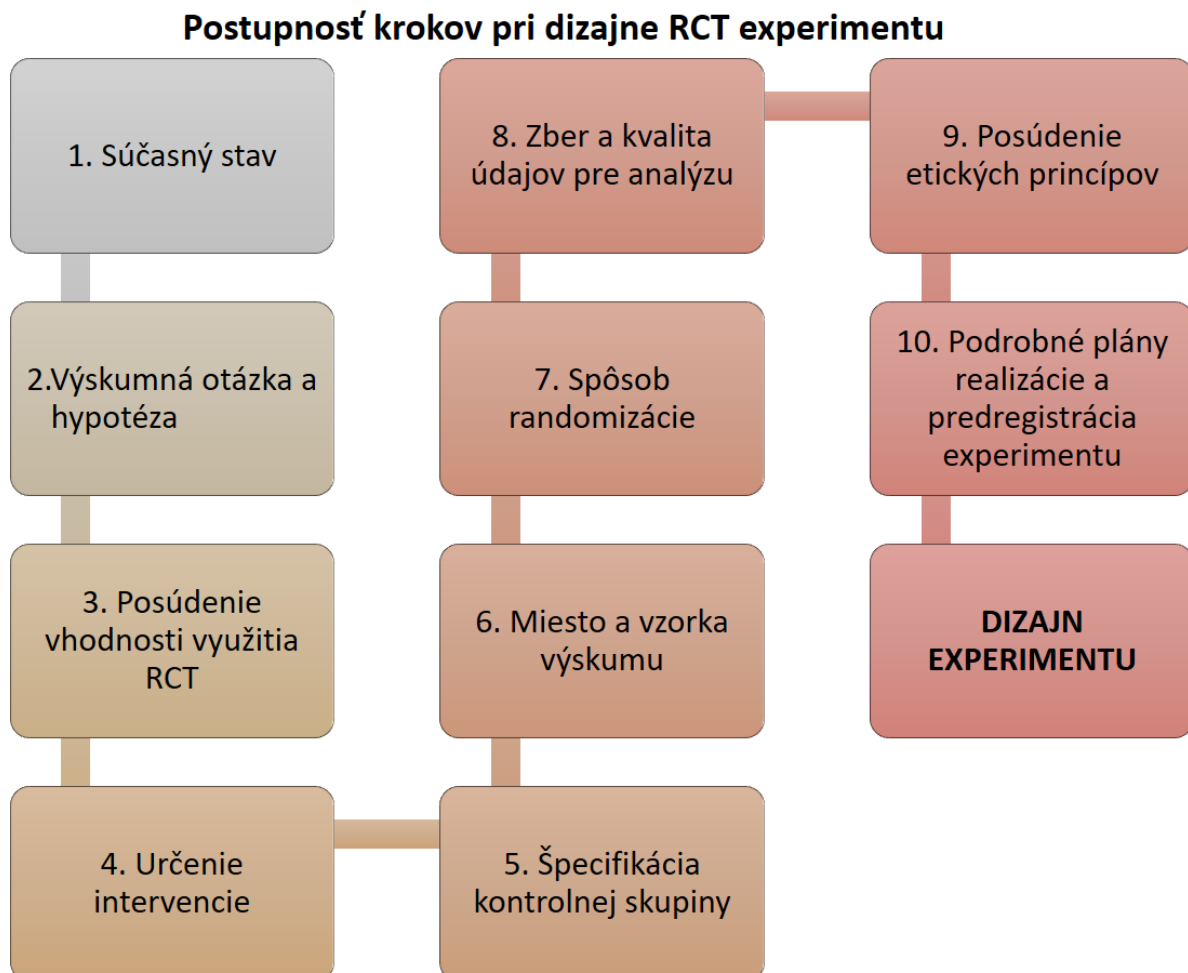 Postupnosť krokov pri dizajne RCT experimentu
1. Súčasný stav
2.Výskumná otázka a
hypotéza
3. Posúdenie
vhodnosti využitia
RCT
4. Určenie
intervencie
5. Špecifikácia
kontrolnej skupiny
6. Miesto a vzorka
výskumu
7. Spôsob
randomizácie
8. Zber a kvalita
údajov pre analýzu
9. Posúdenie
etických princípov
10. Podrobné plány
realizácie a
predregistrácia
experimentu
DIZAJN
EXPERIMENTU